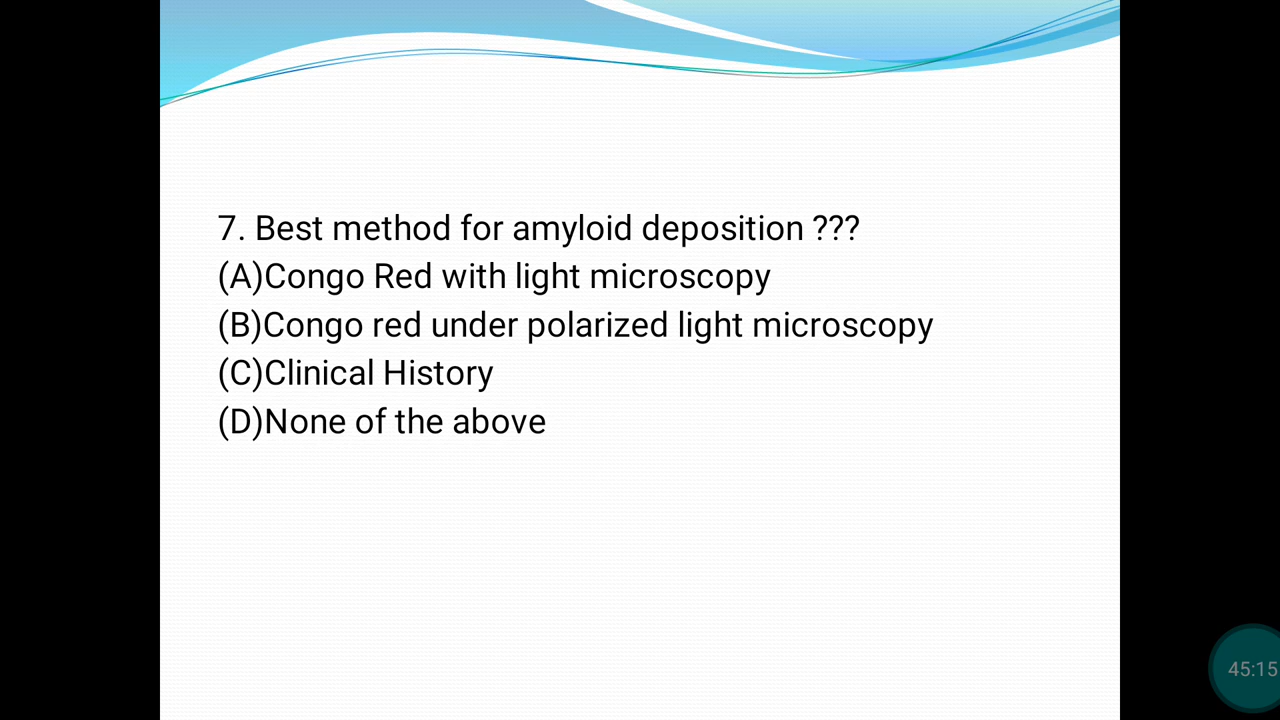 7. Best method for amyloid deposition ???
(A)Congo Red with light microscopy
(B)Congo red under polarized light microscopy
(C)Clinical History
(D)None of the above
45:15